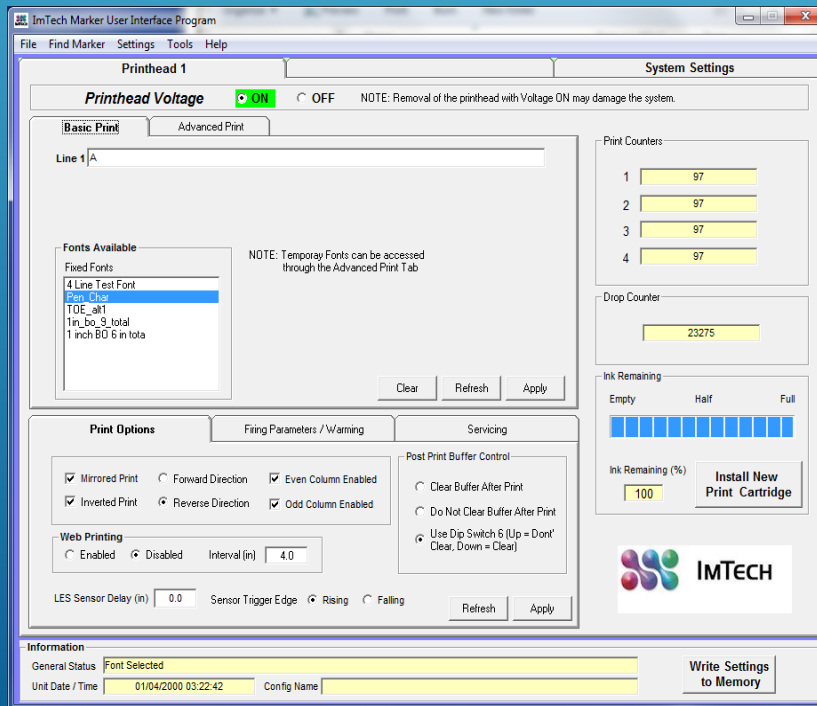 ImTech Marker User Interface Program
File Find Marker Settings Tools Help
Printhead 1 System Settings
Printhead Voltage ON OFF NOTE: Removal of the printhead with Voltage ON may damage the system.
Basic Print Advanced Print
Line 1 A
Fonts Available
Fixed Fonts
4 Line Test Font
Pen_Char
TOE_alt1
1in_bo_9_total
1 inch BO 6 in tota
NOTE: Temporay Fonts can be accessed
through the Advanced Print Tab
Clear Refresh Apply
Print Counters
1 97
2 97
3 97
4 97
Drop Counter
23275
Ink Remaining
Empty Half Full
Ink Remaining (%)
100
Install New
Print Cartridge
Print Options Firing Parameters / Warming Servicing
Mirrored Print Forward Direction Even Column Enabled
Inverted Print Reverse Direction Odd Column Enabled
Post Print Buffer Control
Clear Buffer After Print
Do Not Clear Buffer After Print
Use Dip Switch 6 (Up = Dont'
Clear, Down = Clear)
Web Printing
Enabled Disabled Interval (in) 4.0
LES Sensor Delay (in) 0.0 Sensor Trigger Edge Rising Falling
Refresh Apply
IMTECH
Information
General Status Font Selected
Unit Date / Time 01/04/2000 03:22:42 Config Name
Write Settings
to Memory